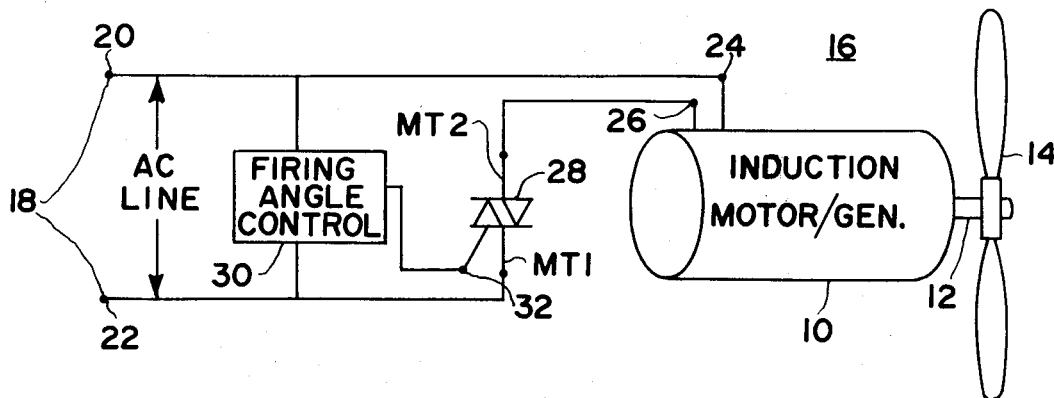 20
24
16
MT2
26
14
AC
LINE
FIRING
ANGLE
CONTROL
28
INDUCTION
MOTOR/GEN.
18
30
MT1
32
12
22
10